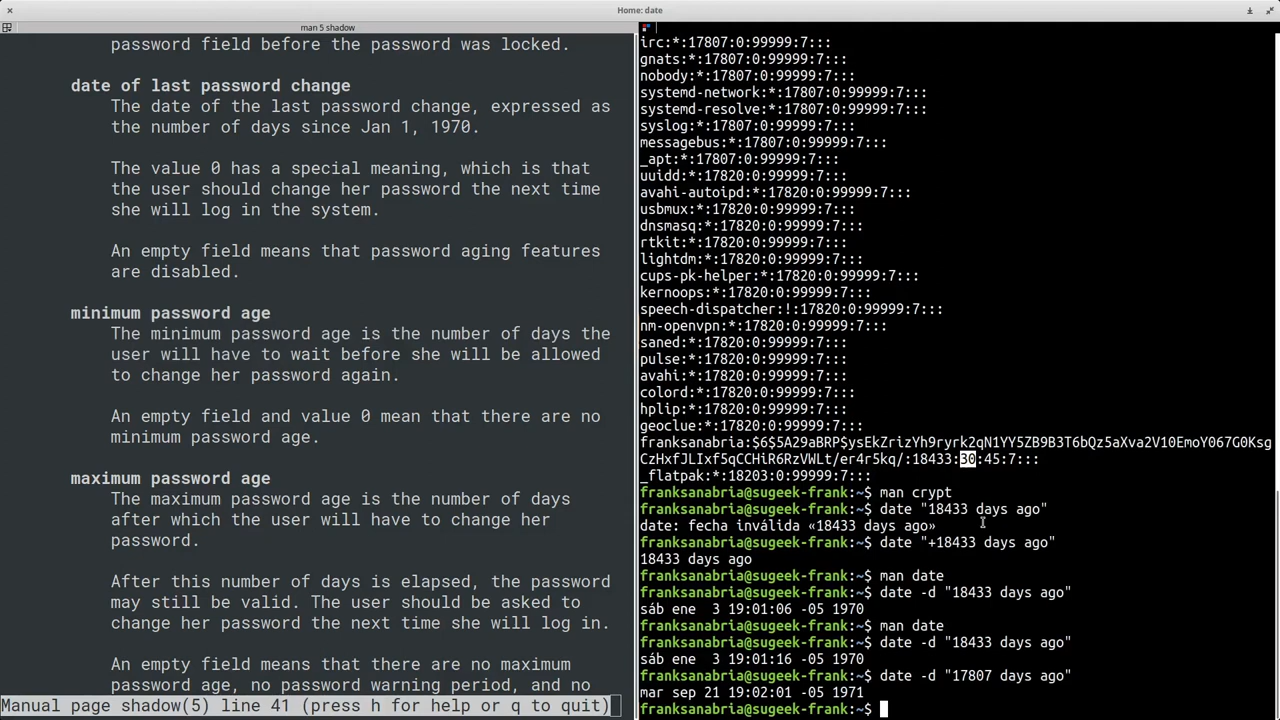 Home: date
man 5 shadow
password field before the password was locked.
date of last password change
The date of the last password change, expressed as
the number of days since Jan 1, 1970.
The value 0 has a special meaning, which is that
the user should change her password the next time
she will log in the system.
An empty field means that password aging features
are disabled.
minimum password age
The minimum password age is the number of days the
user will have to wait before she will be allowed
to change her password again.
An empty field and value 0 mean that there are no
minimum password age.
maximum password age
The maximum password age is the number of days
after which the user will have to change her
password.
After this number of days is elapsed, the password
may still be valid. The user should be asked to
change her password the next time she will log in.
An empty field means that there are no maximum
password age, no password warning period, and no
Manual page shadow(5) line 41 (press h for help or q to quit)
irc:*:17807:0:99999:7:::
gnats:*:17807:0:99999:7:::
nobody:*:17807:0:99999:7:::
systemd-network:*:17807:0:99999:7:::
systemd-resolve:*:17807:0:99999:7:::
syslog:*:17807:0:99999:7:::
messagebus:*:17807:0:99999:7:::
_apt:*:17807:0:99999:7:::
uuidd:*:17820:0:99999:7:::
avahi-autoipd:*:17820:0:99999:7:::
usbmux:*:17820:0:99999:7:::
dnsmasq:*:17820:0:99999:7:::
rtkit:*:17820:0:99999:7:::
lightdm:*:17820:0:99999:7:::
cups-pk-helper:*:17820:0:99999:7:::
kernoops:*:17820:0:99999:7:::
speech-dispatcher:!:17820:0:99999:7:::
nm-openvpn:*:17820:0:99999:7:::
saned:*:17820:0:99999:7:::
pulse:*:17820:0:99999:7:::
avahi:*:17820:0:99999:7:::
colord:*:17820:0:99999:7:::
hplip:*:17820:0:99999:7:::
geoclue:*:17820:0:99999:7:::
franksanabria:$6$5A29aBRP$ysEkZrizYh9ryrk2qN1YY5ZB9B3T6bQz5aXva2V10EmoY067G0Ksg
CzHxfJLIxf5qCCHiR6RzVWLt/er4r5kq/:18433:30:45:7:::
_flatpak:*:18203:0:99999:7:::
franksanabria@sugeek-frank:~$ man crypt
franksanabria@sugeek-frank:~$ date "18433 days ago"
date: fecha inválida «18433 days ago»
franksanabria@sugeek-frank:~$ date "+18433 days ago"
18433 days ago
franksanabria@sugeek-frank:~$ man date
franksanabria@sugeek-frank:~$ date -d "18433 days ago"
sáb ene  3 19:01:06 -05 1970
franksanabria@sugeek-frank:~$ man date
franksanabria@sugeek-frank:~$ date -d "18433 days ago"
sáb ene  3 19:01:16 -05 1970
franksanabria@sugeek-frank:~$ date -d "17807 days ago"
mar sep 21 19:02:01 -05 1971
franksanabria@sugeek-frank:~$